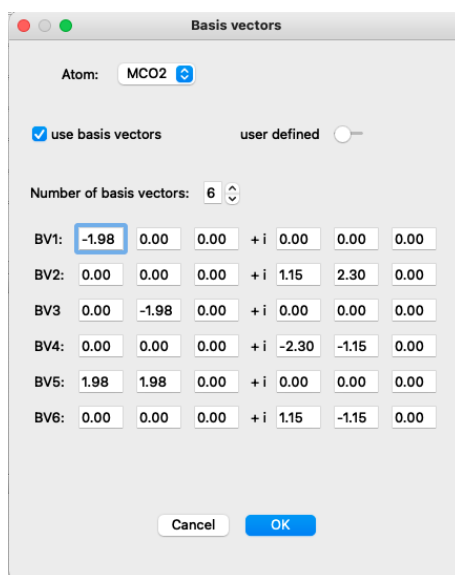 Basis vectors
Atom: MCO2
use basis vectors user defined
Number of basis vectors: 6
BV1: -1.98 0.00 0.00 + i 0.00 0.00 0.00
BV2: 0.00 0.00 0.00 + i 1.15 2.30 0.00
BV3 0.00 -1.98 0.00 + i 0.00 0.00 0.00
BV4: 0.00 0.00 0.00 + i -2.30 -1.15 0.00
BV5: 1.98 1.98 0.00 + i 0.00 0.00 0.00
BV6: 0.00 0.00 0.00 + i 1.15 -1.15 0.00
Cancel OK